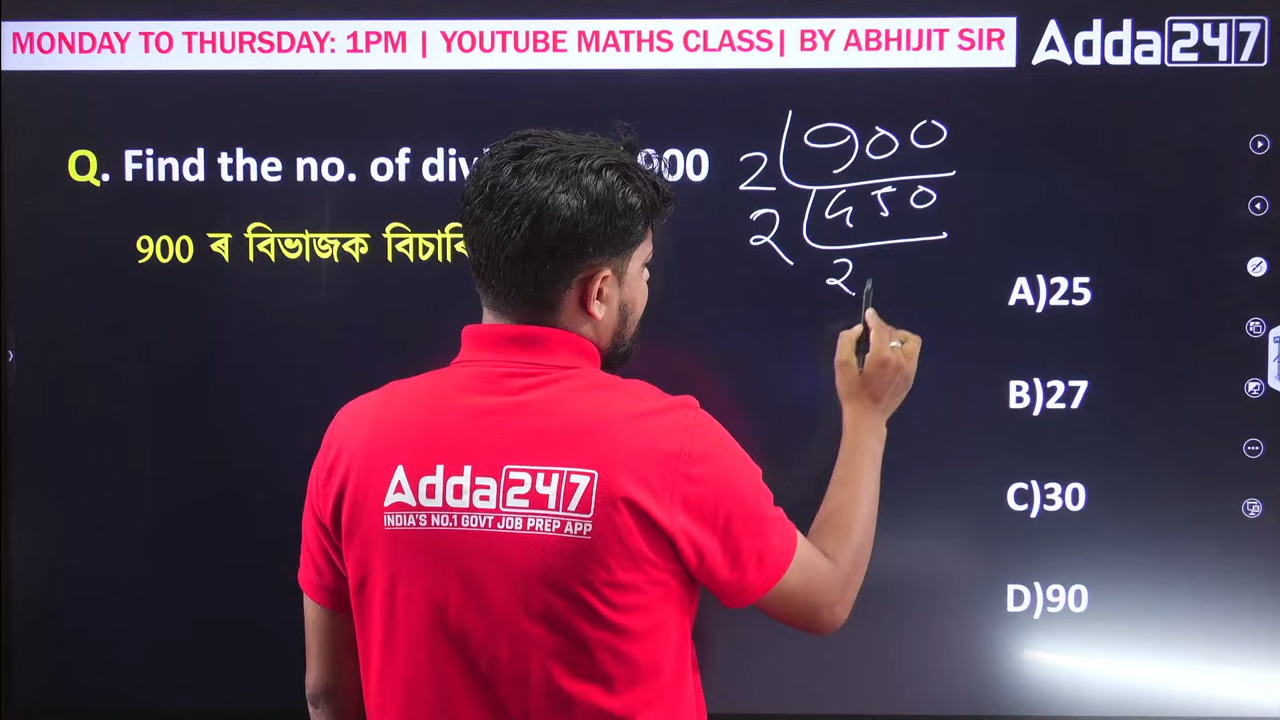 MONDAY TO THURSDAY: 1PM | YOUTUBE MATHS CLASS| BY ABHIJIT SIR
Adda247
Q. Find the no. of 900
900 ৰ বিভাজক
2 900
2 450
2
A)25
B)27
C)30
D)90
Adda247
INDIA'S NO.1 GOVT JOB PREP APP